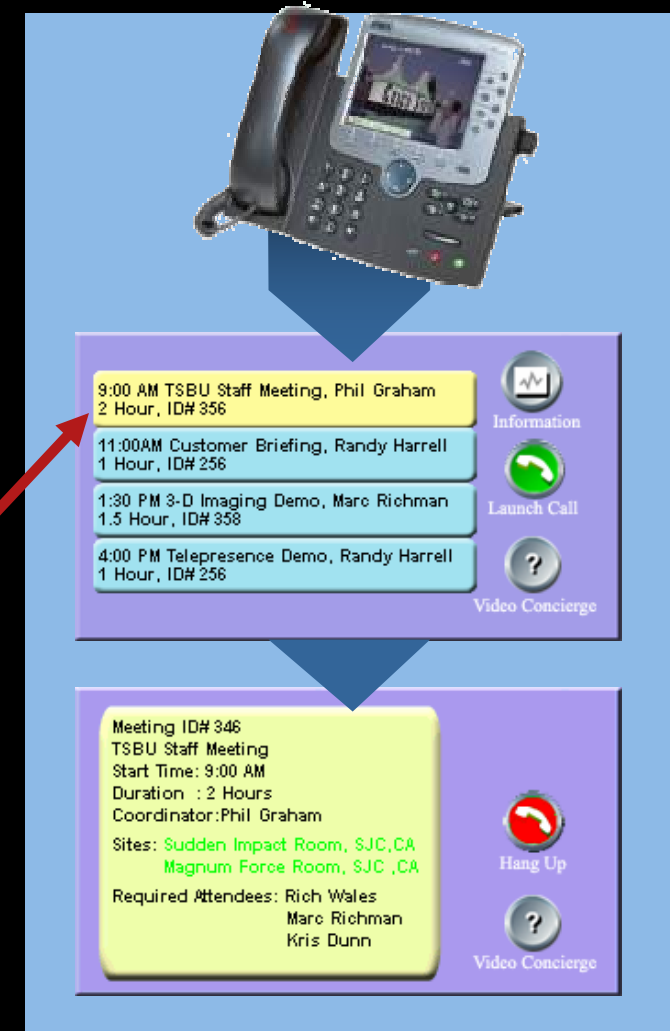 9:00 AM TSBU Staff Meeting, Phil Graham
2 Hour, ID# 356
11:00AM Customer Briefing, Randy Harrell
1 Hour, ID# 256
1:30 PM 3-D Imaging Demo, Marc Richman
1.5 Hour, ID# 358
4:00 PM Telepresence Demo, Randy Harrell
1 Hour, ID# 256
Information
Launch Call
?
Video Concierge
Meeting ID# 346
TSBU Staff Meeting
Start Time: 9:00 AM
Duration : 2 Hours
Coordinator:Phil Graham
Sites: Sudden Impact Room, SJC,CA
Magnum Force Room, SJC ,CA
Required Attendees: Rich Wales
Marc Richman
Kris Dunn
Hang Up
?
Video Concierge